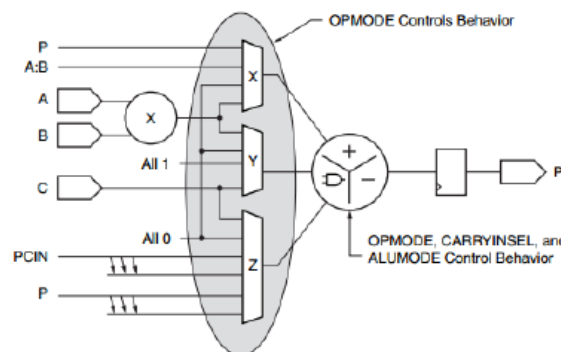 OPMODE Controls Behavior
P
A:B
A
B
X
X
All 1
Y
C
All 0
PCIN
Z
P
P
OPMODE, CARRYINSEL, and
ALUMODE Control Behavior